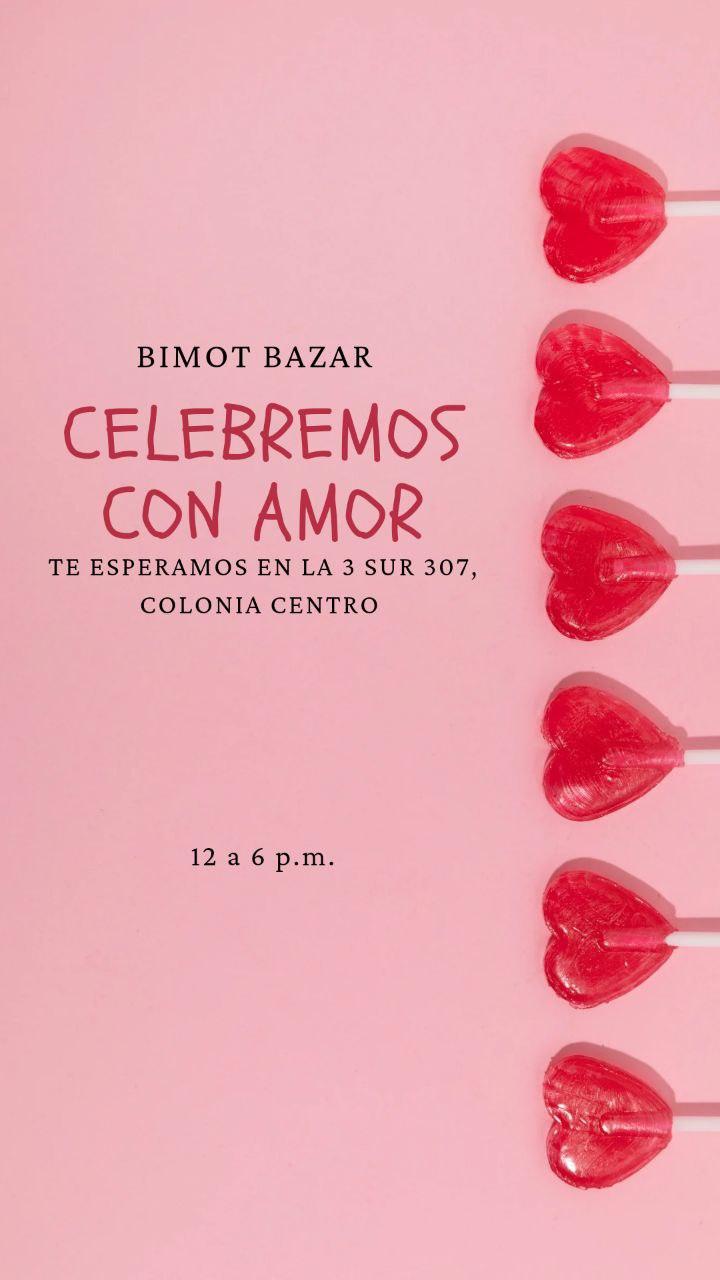 BIMOT BAZAR
CELEBREMOS
CON AMOR
TE ESPERAMOS EN LA 3 SUR 307,
COLONIA CENTRO
12 a 6 p.m.